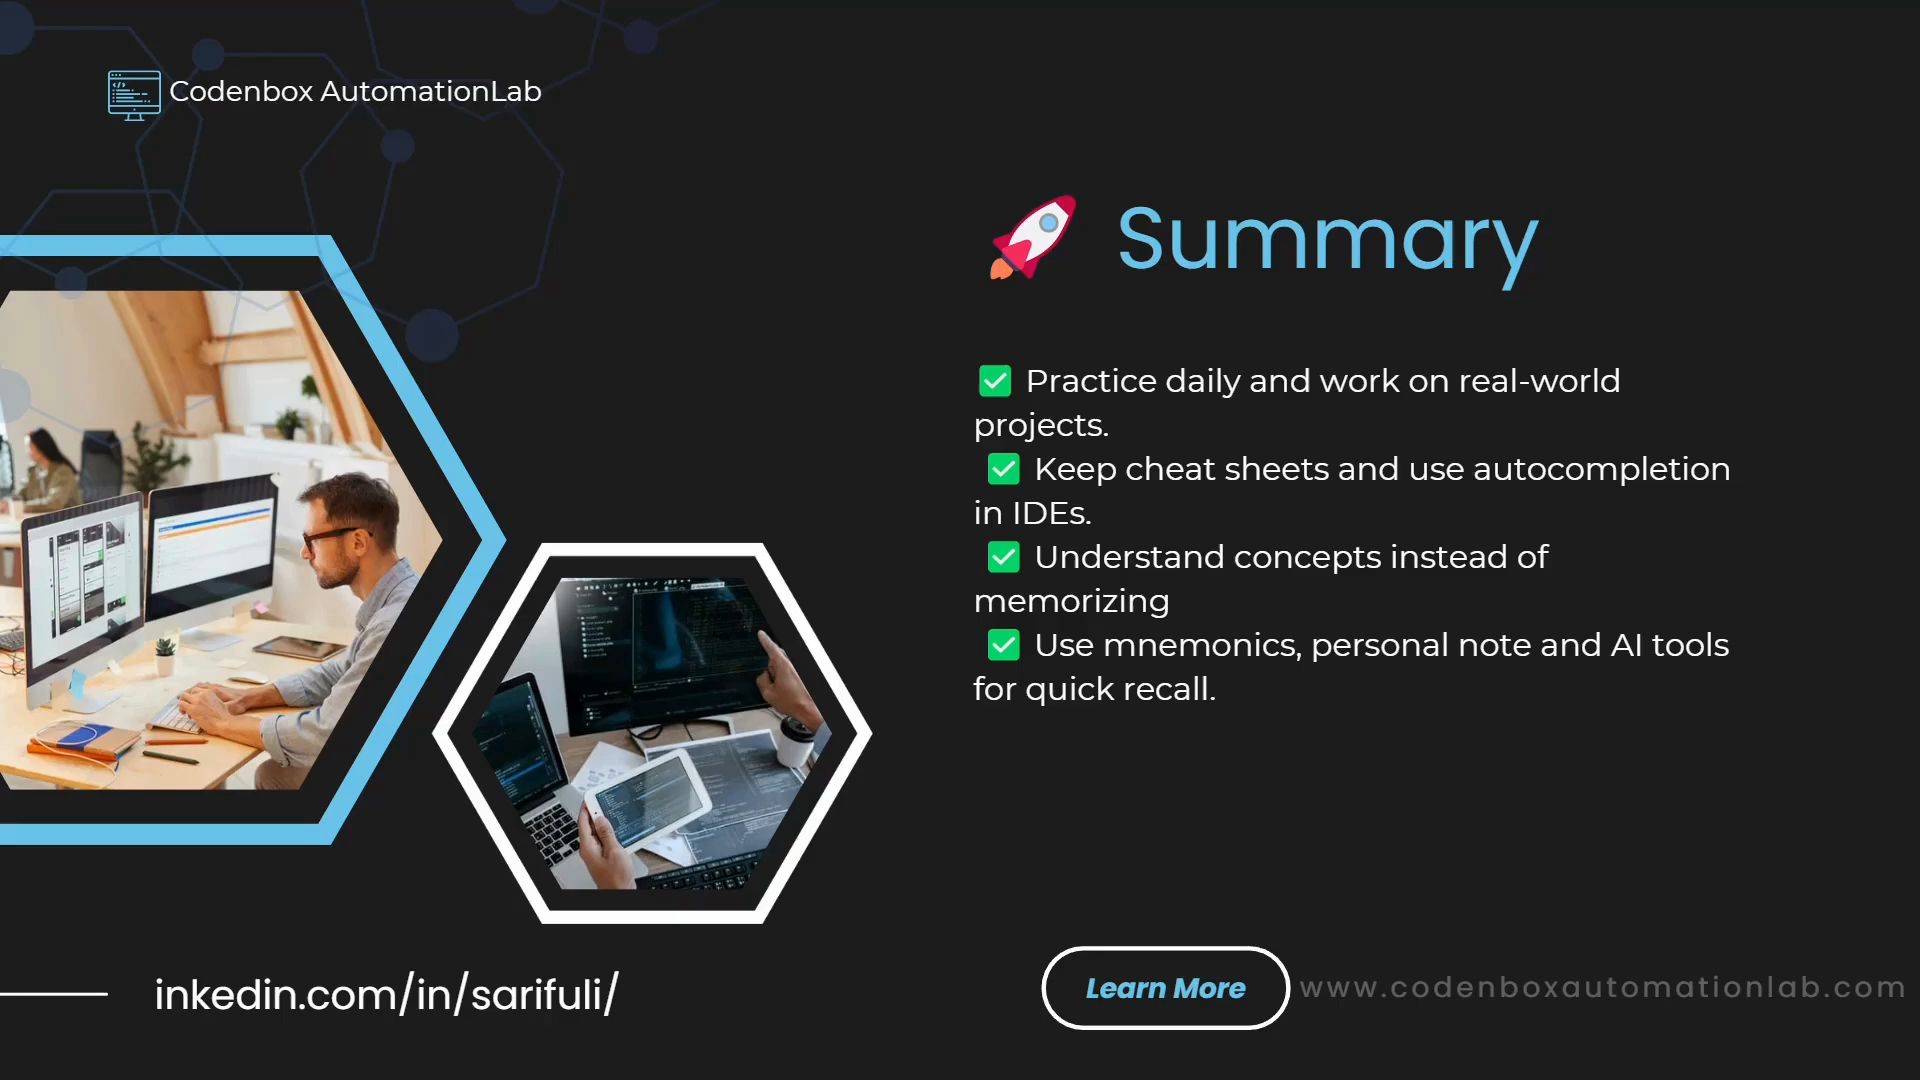 Codenbox AutomationLab
🚀 Summary
✅ Practice daily and work on real-world
projects.
✅ Keep cheat sheets and use autocompletion
in IDEs.
✅ Understand concepts instead of
memorizing
✅ Use mnemonics, personal note and AI tools
for quick recall.
inkedin.com/in/sarifuli/
Learn More
www.codenboxautomationlab.com